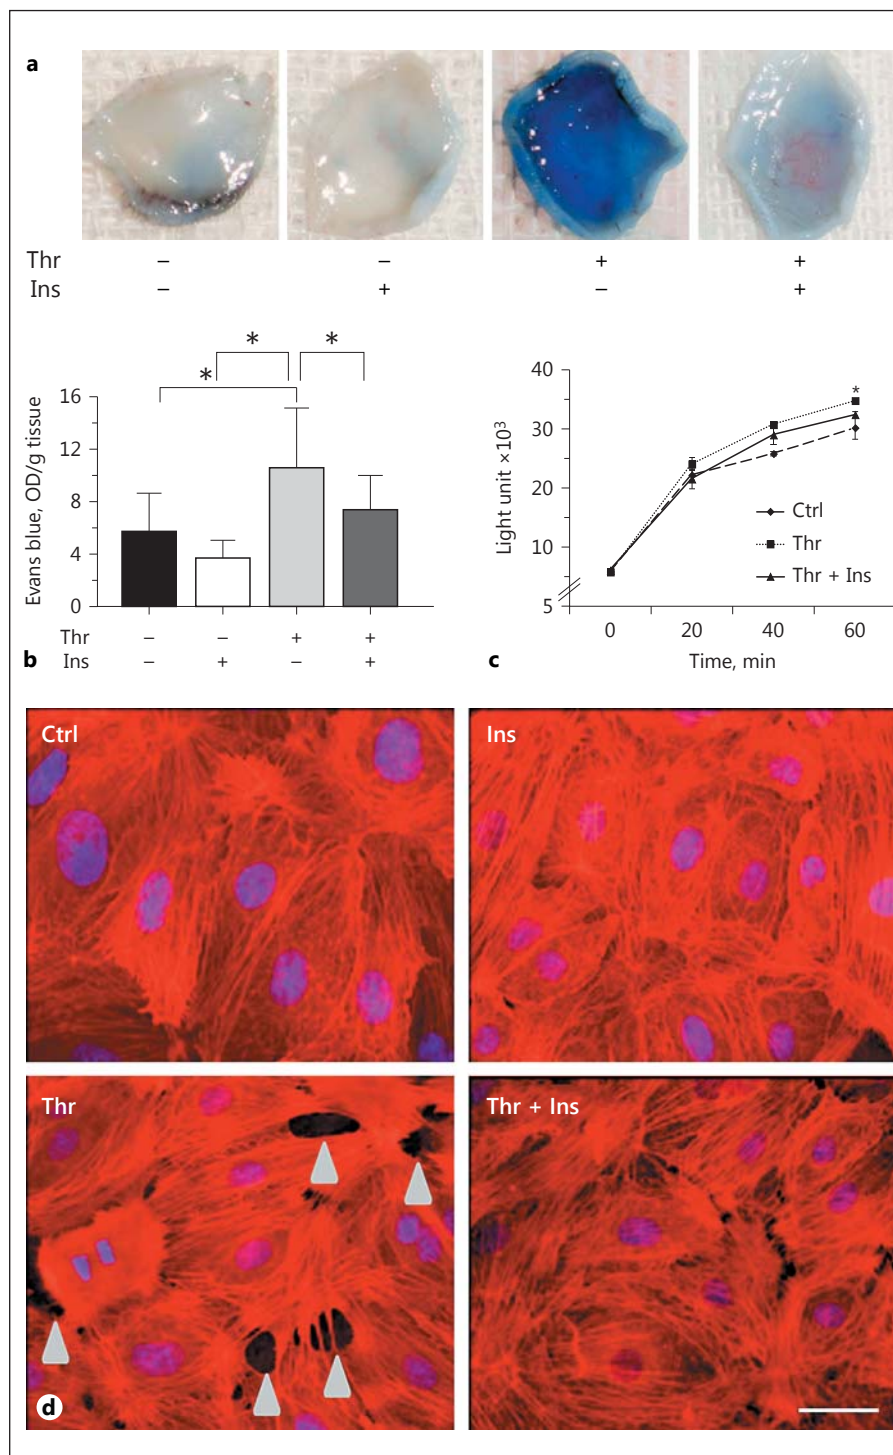 a
Thr – – + +
Ins – + – +
* *
*
Evans blue, OD/g tissue
16
12
8
4
0
Thr – – + +
b Ins – + – +
Light unit ×10³
40
30
20
10
5
*
Ctrl
Thr
Thr + Ins
0 20 40 60
c Time, min
Ctrl Ins
Thr Thr + Ins
d